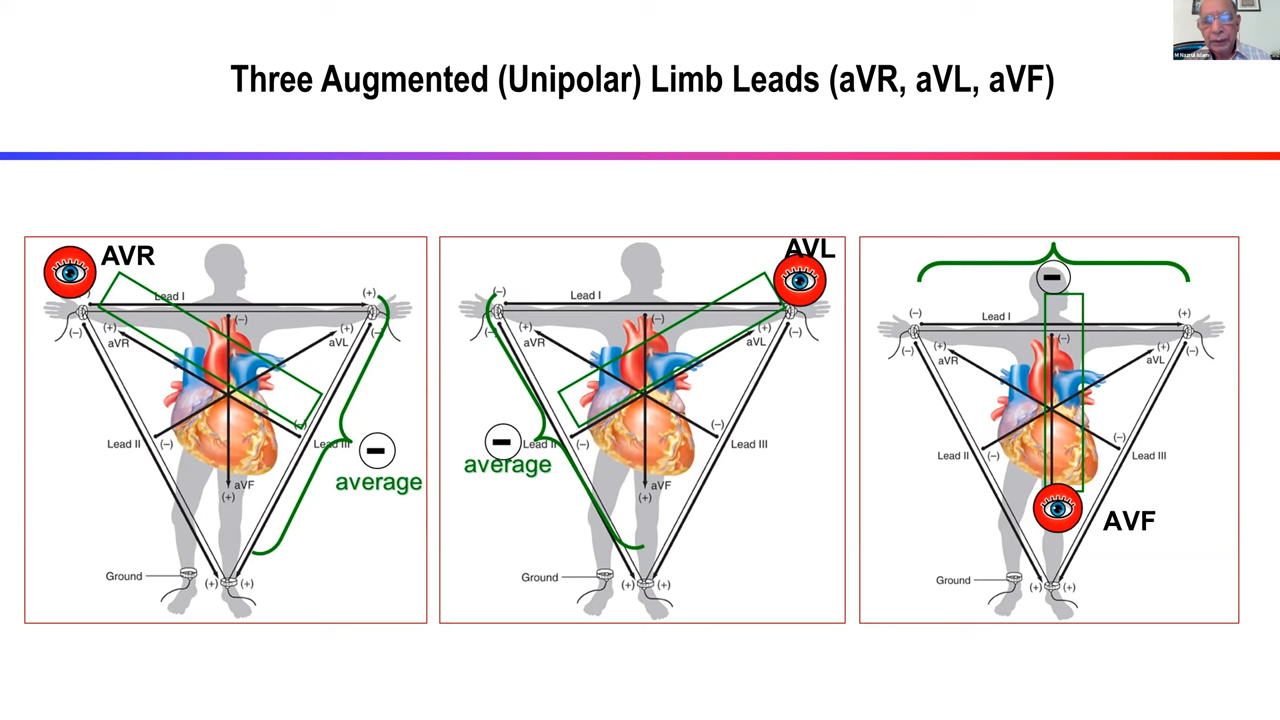 M Nazrul Islam
Three Augmented (Unipolar) Limb Leads (aVR, aVL, aVF)
AVR
(-)
Lead I
(+)
(-)
(-)
(+)
aVR
(-)
(+)
aVL
(-)
Lead II
(-)
(-)
Lead III
average
aVF
(+)
Ground
(+)
(+)
AVL
(-)
Lead I
(-)
(+)
aVR
(-)
(+)
aVL
(-)
Lead II
(-)
(-)
Lead III
average
aVF
(+)
Ground
(+)
(+)
(-)
Lead I
(+)
(-)
(+)
aVR
(-)
(+)
aVL
(-)
Lead II
(-)
(-)
Lead III
AVF
Ground
(+)
(+)